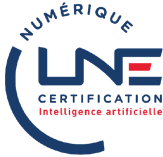 NUMÉRIQUE
LNE
CERTIFICATION
Intelligence artificielle